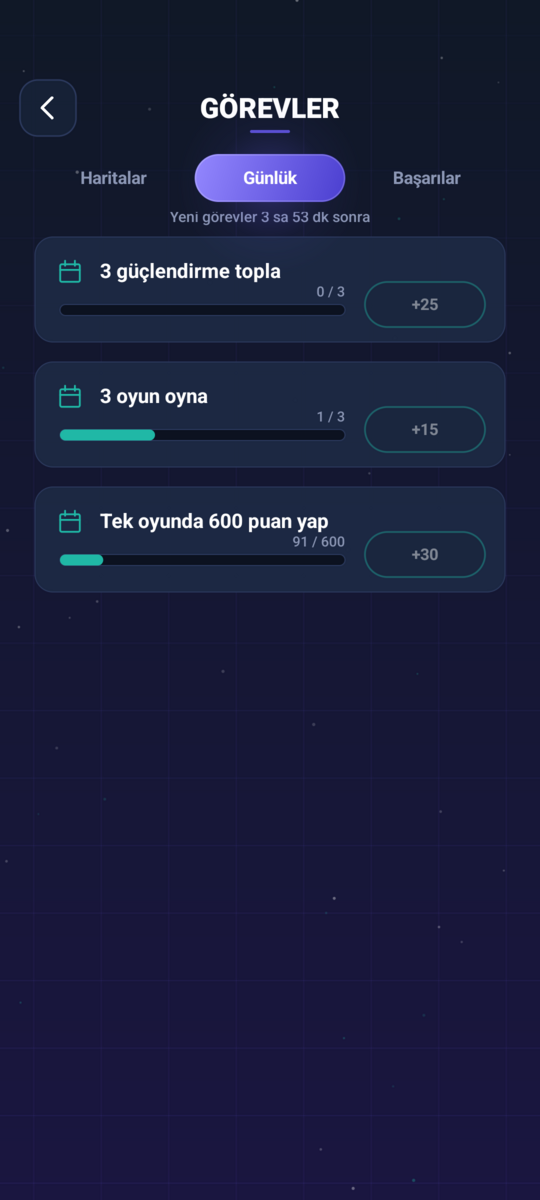 GÖREVLER
Haritalar
Günlük
Başarılar
Yeni görevler 3 sa 53 dk sonra
3 güçlendirme topla
0 / 3
+25
3 oyun oyna
1 / 3
+15
Tek oyunda 600 puan yap
91 / 600
+30